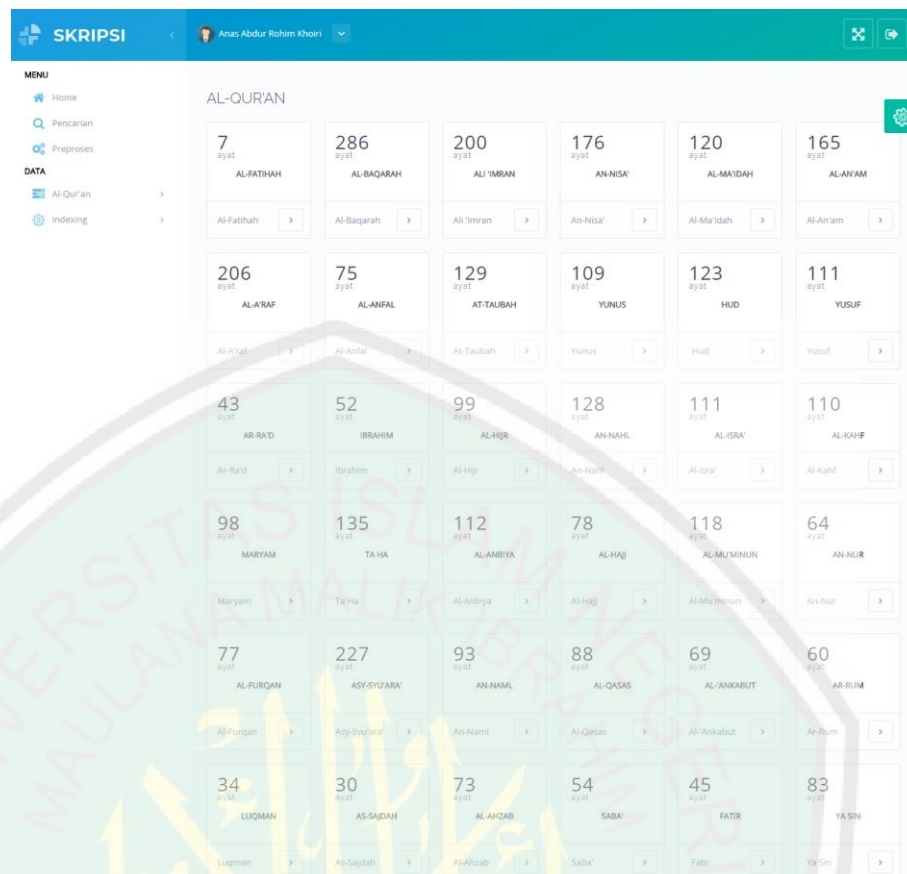 SKRIPSI
Anas Abdur Rohim Khoiri
MENU
Home
Pencarian
Preproses
DATA
Al-Qur'an
Indexing
AL-QUR'AN
7 286 200 176 120 165
ayat ayat ayat ayat ayat ayat
AL-FATIHAH AL-BAQARAH ALI 'IMRAN AN-NISA' AL-MA'IDAH AL-AN'AM
Al-Fatihah Al-Baqarah Ali 'Imran An-Nisa' Al-Ma'idah Al-An'am
206 75 129 109 123 111
ayat ayat ayat ayat ayat ayat
AL-A'RAF AL-ANFAL AT-TAUBAH YUNUS HUD YUSUF
Al-A'raf Al-Anfal At-Taubah Yunus Hud Yusuf
43 52 99 128 111 110
ayat ayat ayat ayat ayat ayat
AR-RA'D IBRAHIM AL-HIJR AN-NAHL AL-ISRA' AL-KAHF
Ar-Ra'd Ibrahim Al-Hijr An-Nahl Al-Isra' Al-Kahf
98 135 112 78 118 64
ayat ayat ayat ayat ayat ayat
MARYAM TA HA AL-ANBIYA AL-HAJJ AL-MU'MINUN AN-NUR
Maryam Ta Ha Al-Anbiya Al-Hajj Al-Mu'minun An-Nur
77 227 93 88 69 60
ayat ayat ayat ayat ayat ayat
AL-FURQAN ASY-SYU'ARA' AN-NAML AL-QASAS AL-'ANKABUT AR-RUM
Al-Furqan Asy-Syu'ara' An-Naml Al-Qasas Al-'Ankabut Ar-Rum
34 30 73 54 45 83
ayat ayat ayat ayat ayat ayat
LUQMAN AS-SAJDAH AL-AHZAB SABA' FATIR YA SIN
Luqman As-Sajdah Al-Ahzab Saba' Fatir Ya Sin
ERSITAS ISLAM NEGERI
MAULANA MALIK IBRAHIM